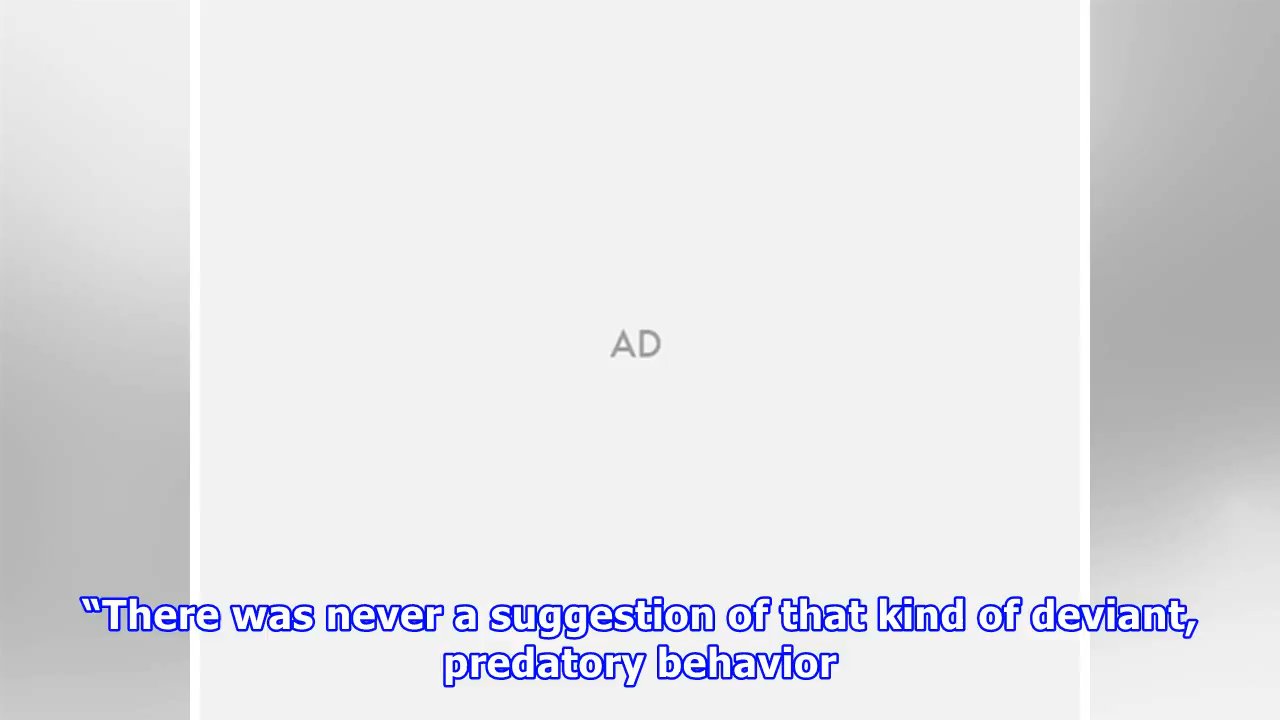 AD
“There was never a suggestion of that kind of deviant,
predatory behavior